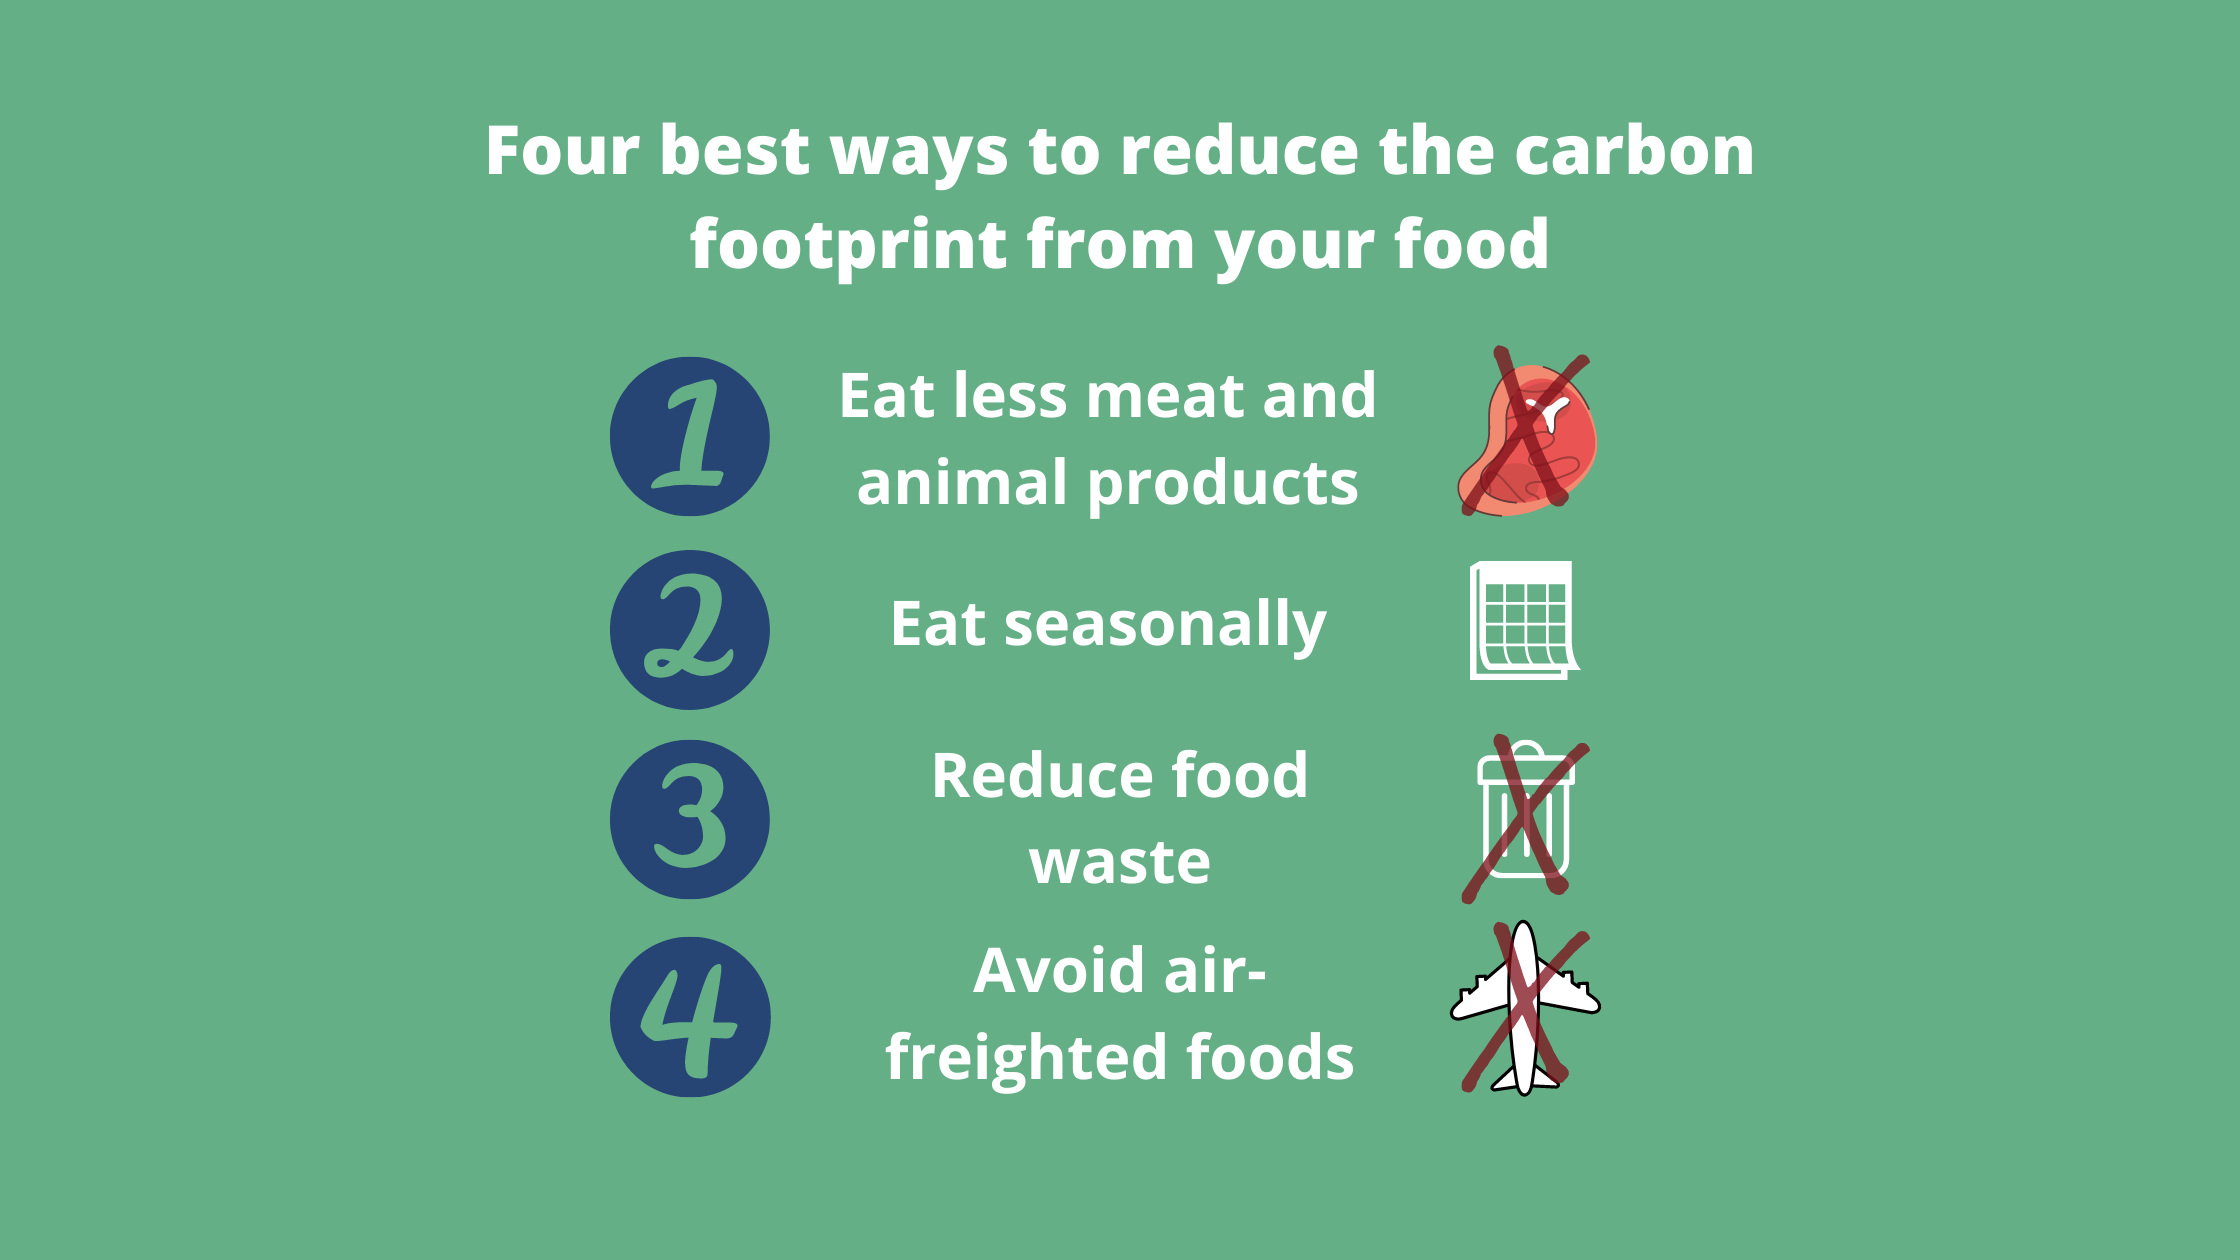 Four best ways to reduce the carbon
footprint from your food
1
Eat less meat and
animal products
2
Eat seasonally
3
Reduce food
waste
4
Avoid air-
freighted foods